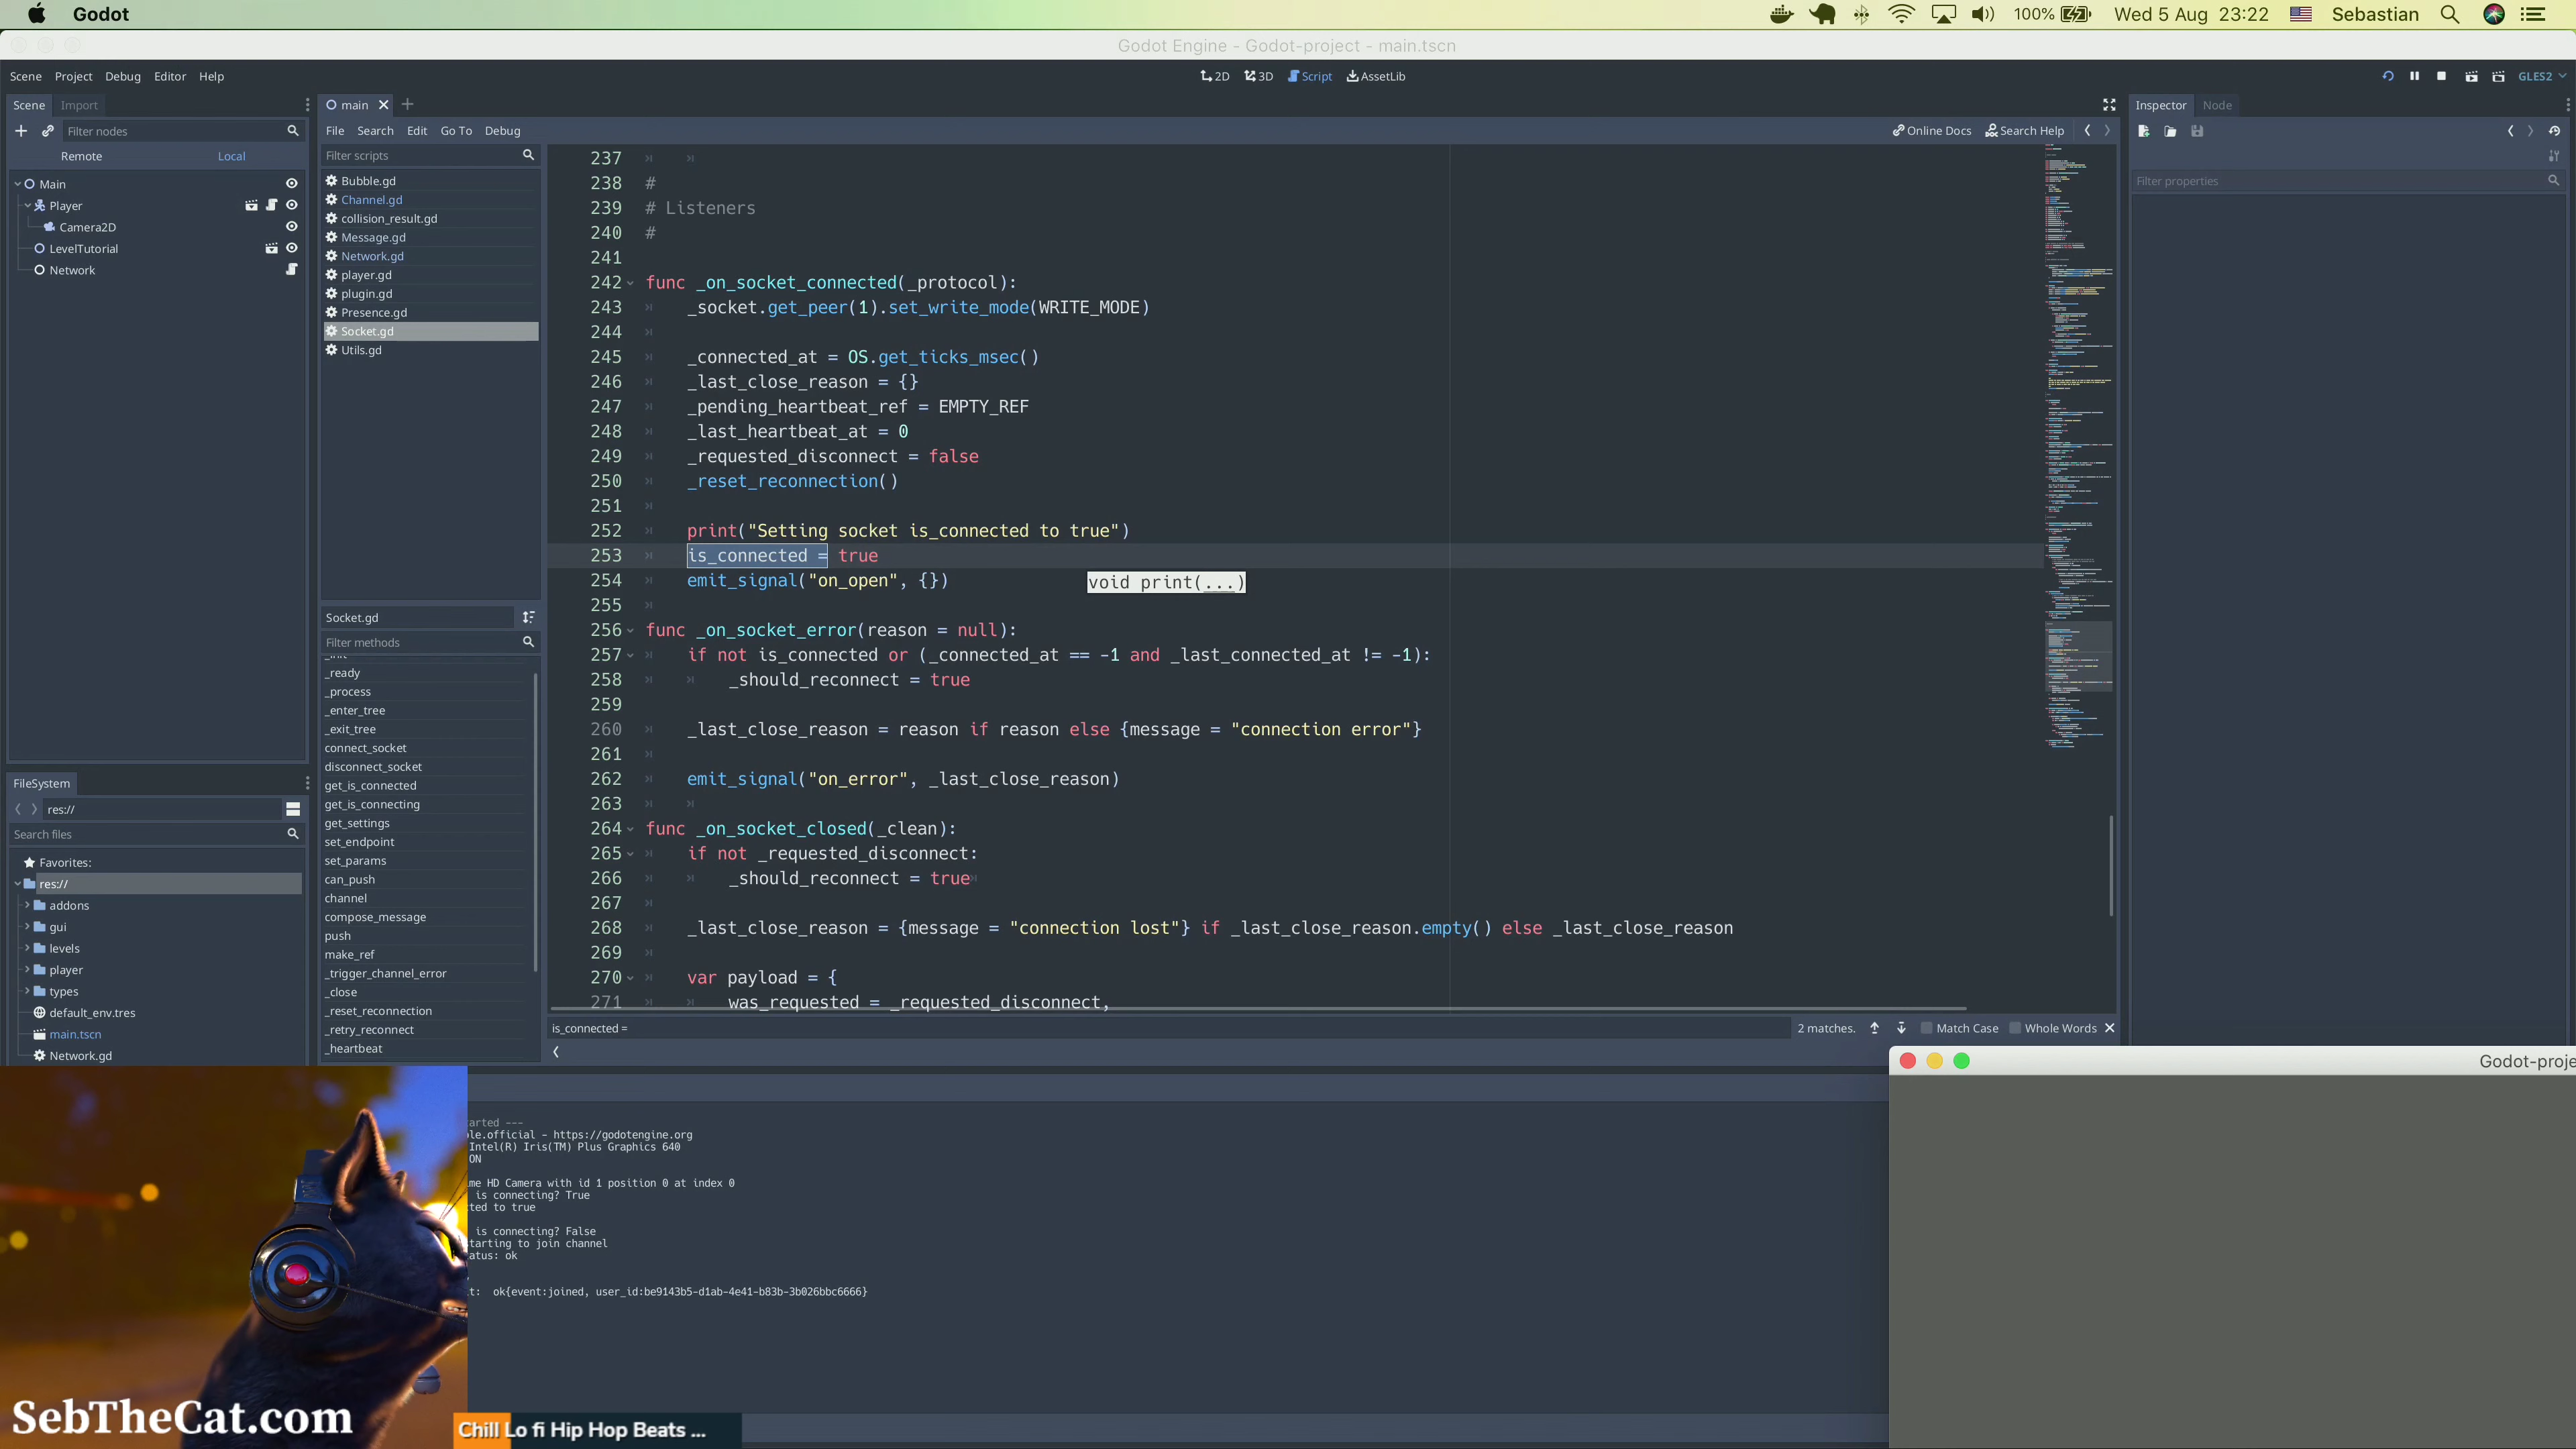 Godot
100%
Wed 5 Aug 23:22
Sebastian
Godot Engine - Godot-project - main.tscn
Scene Project Debug Editor Help
2D 3D Script AssetLib
GLES2
Scene Import
main
Inspector Node
Filter nodes
File Search Edit Go To Debug
Online Docs Search Help
Remote Local
Filter scripts
Filter properties
Main
Player
Camera2D
LevelTutorial
Network
Bubble.gd
Channel.gd
collision_result.gd
Message.gd
Network.gd
player.gd
plugin.gd
Presence.gd
Socket.gd
Utils.gd
Socket.gd
Filter methods
_init
_ready
_process
_enter_tree
_exit_tree
connect_socket
disconnect_socket
get_is_connected
get_is_connecting
get_settings
set_endpoint
set_params
can_push
channel
compose_message
push
make_ref
_trigger_channel_error
_close
_reset_reconnection
_retry_reconnect
_heartbeat
237
238 #
239 # Listeners
240 #
241
242 func _on_socket_connected(_protocol):
243 _socket.get_peer(1).set_write_mode(WRITE_MODE)
244
245 _connected_at = OS.get_ticks_msec()
246 _last_close_reason = {}
247 _pending_heartbeat_ref = EMPTY_REF
248 _last_heartbeat_at = 0
249 _requested_disconnect = false
250 _reset_reconnection()
251
252 print("Setting socket is_connected to true")
253 is_connected = true
254 emit_signal("on_open", {})
void print(...)
255
256 func _on_socket_error(reason = null):
257 if not is_connected or (_connected_at == -1 and _last_connected_at != -1):
258 _should_reconnect = true
259
260 _last_close_reason = reason if reason else {message = "connection error"}
261
262 emit_signal("on_error", _last_close_reason)
263
264 func _on_socket_closed(_clean):
265 if not _requested_disconnect:
266 _should_reconnect = true
267
268 _last_close_reason = {message = "connection lost"} if _last_close_reason.empty() else _last_close_reason
269
270 var payload = {
271 was_requested = _requested_disconnect,
is_connected =
2 matches.
Match Case
Whole Words
FileSystem
res://
Search files
Favorites:
res://
addons
gui
levels
player
types
default_env.tres
main.tscn
Network.gd
Godot-proje
arted ---
le.official - https://godotengine.org
Intel(R) Iris(TM) Plus Graphics 640
ON
me HD Camera with id 1 position 0 at index 0
is connecting? True
ted to true
is connecting? False
tarting to join channel
atus: ok
t: ok{event:joined, user_id:be9143b5-d1ab-4e41-b83b-3b026bbc6666}
SebTheCat.com
Chill Lo fi Hip Hop Beats ...